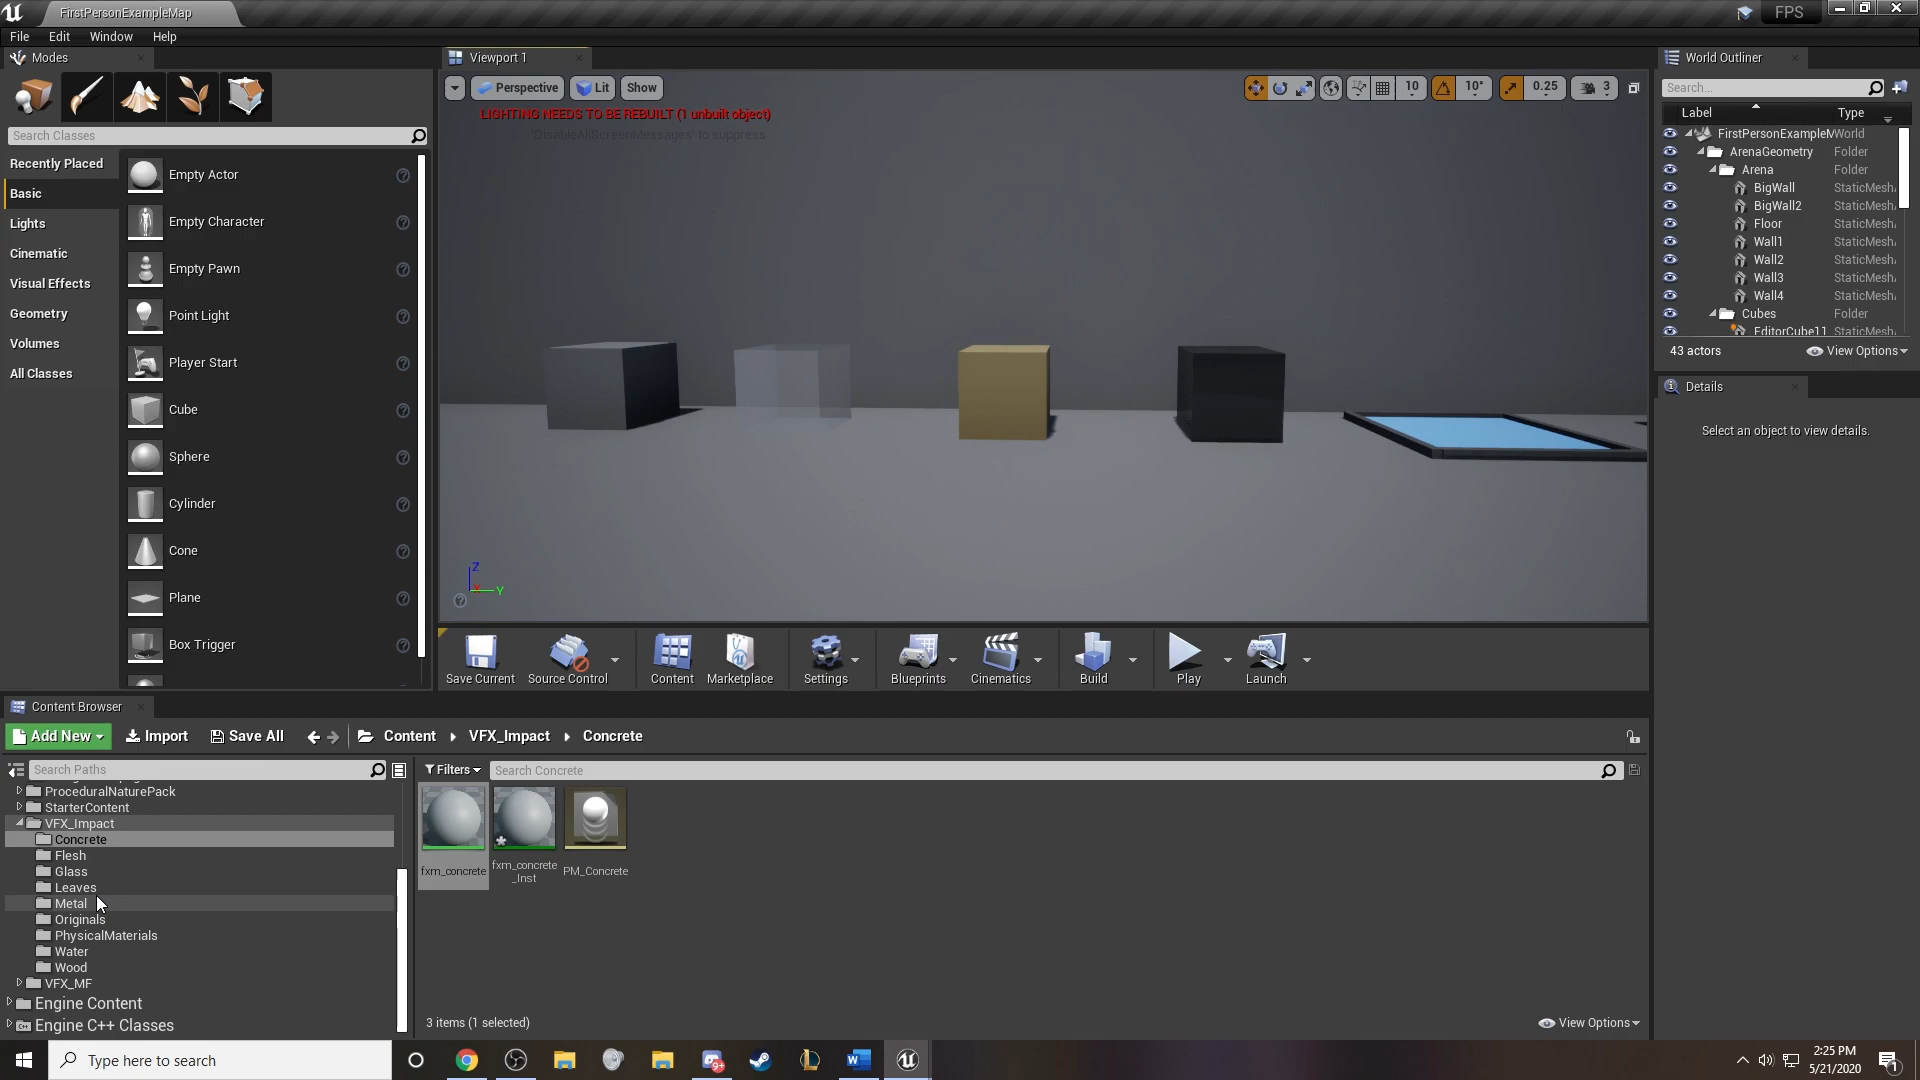 FirstPersonExampleMap
FPS
File Edit Window Help
Modes
Search Classes
Recently Placed
Basic
Lights
Cinematic
Visual Effects
Geometry
Volumes
All Classes
Empty Actor
Empty Character
Empty Pawn
Point Light
Player Start
Cube
Sphere
Cylinder
Cone
Plane
Box Trigger
Viewport 1
Perspective Lit Show
10 10° 0.25 3
LIGHTING NEEDS TO BE REBUILT (1 unbuilt object)
'DisableAllScreenMessages' to suppress
Z
X Y
Save Current Source Control Content Marketplace Settings Blueprints Cinematics Build Play Launch
World Outliner
Search...
Label Type
FirstPersonExampleM World
ArenaGeometry Folder
Arena Folder
BigWall StaticMesh
BigWall2 StaticMesh
Floor StaticMesh
Wall1 StaticMesh
Wall2 StaticMesh
Wall3 StaticMesh
Wall4 StaticMesh
Cubes Folder
EditorCube11 StaticMesh
43 actors View Options
Details
Select an object to view details.
Content Browser
Add New Import Save All Content VFX_Impact Concrete
Search Paths
Filters Search Concrete
ProceduralNaturePack
StarterContent
VFX_Impact
Concrete
Flesh
Glass
Leaves
Metal
Originals
PhysicalMaterials
Water
Wood
VFX_MF
Engine Content
Engine C++ Classes
fxm_concrete
fxm_concrete
_Inst
PM_Concrete
3 items (1 selected) View Options
Type here to search
9+
2:25 PM
5/21/2020
1